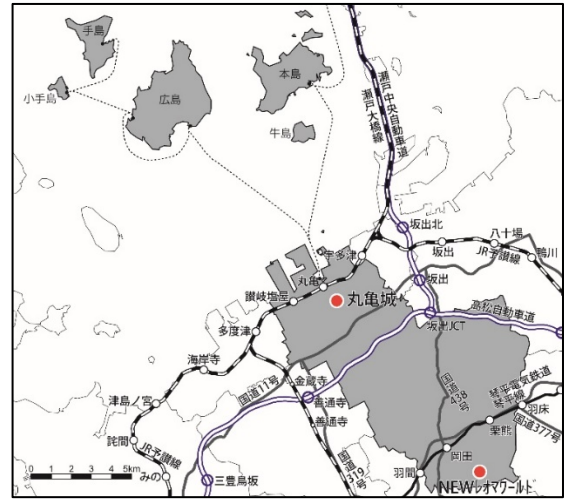 手島
小手島
広島
本島
牛島
瀬戸中央自動車道
瀬戸大橋線
坂出北
八十場
坂出
JR予讃線
鴨川
宇多津
丸亀
讃岐塩屋
丸亀城
坂出
高松自動車道
坂出JCT
多度津
海岸寺
金蔵寺
国道11号
善通寺
善通寺
津島ノ宮
詫間
JR予讃線
みの
三豊鳥坂
国道319号
国道438号
琴平電気鉄道
琴平線
羽床
栗熊
国道377号
岡田
羽間
NEWレオマワールド
0 1 2 3 4 5km